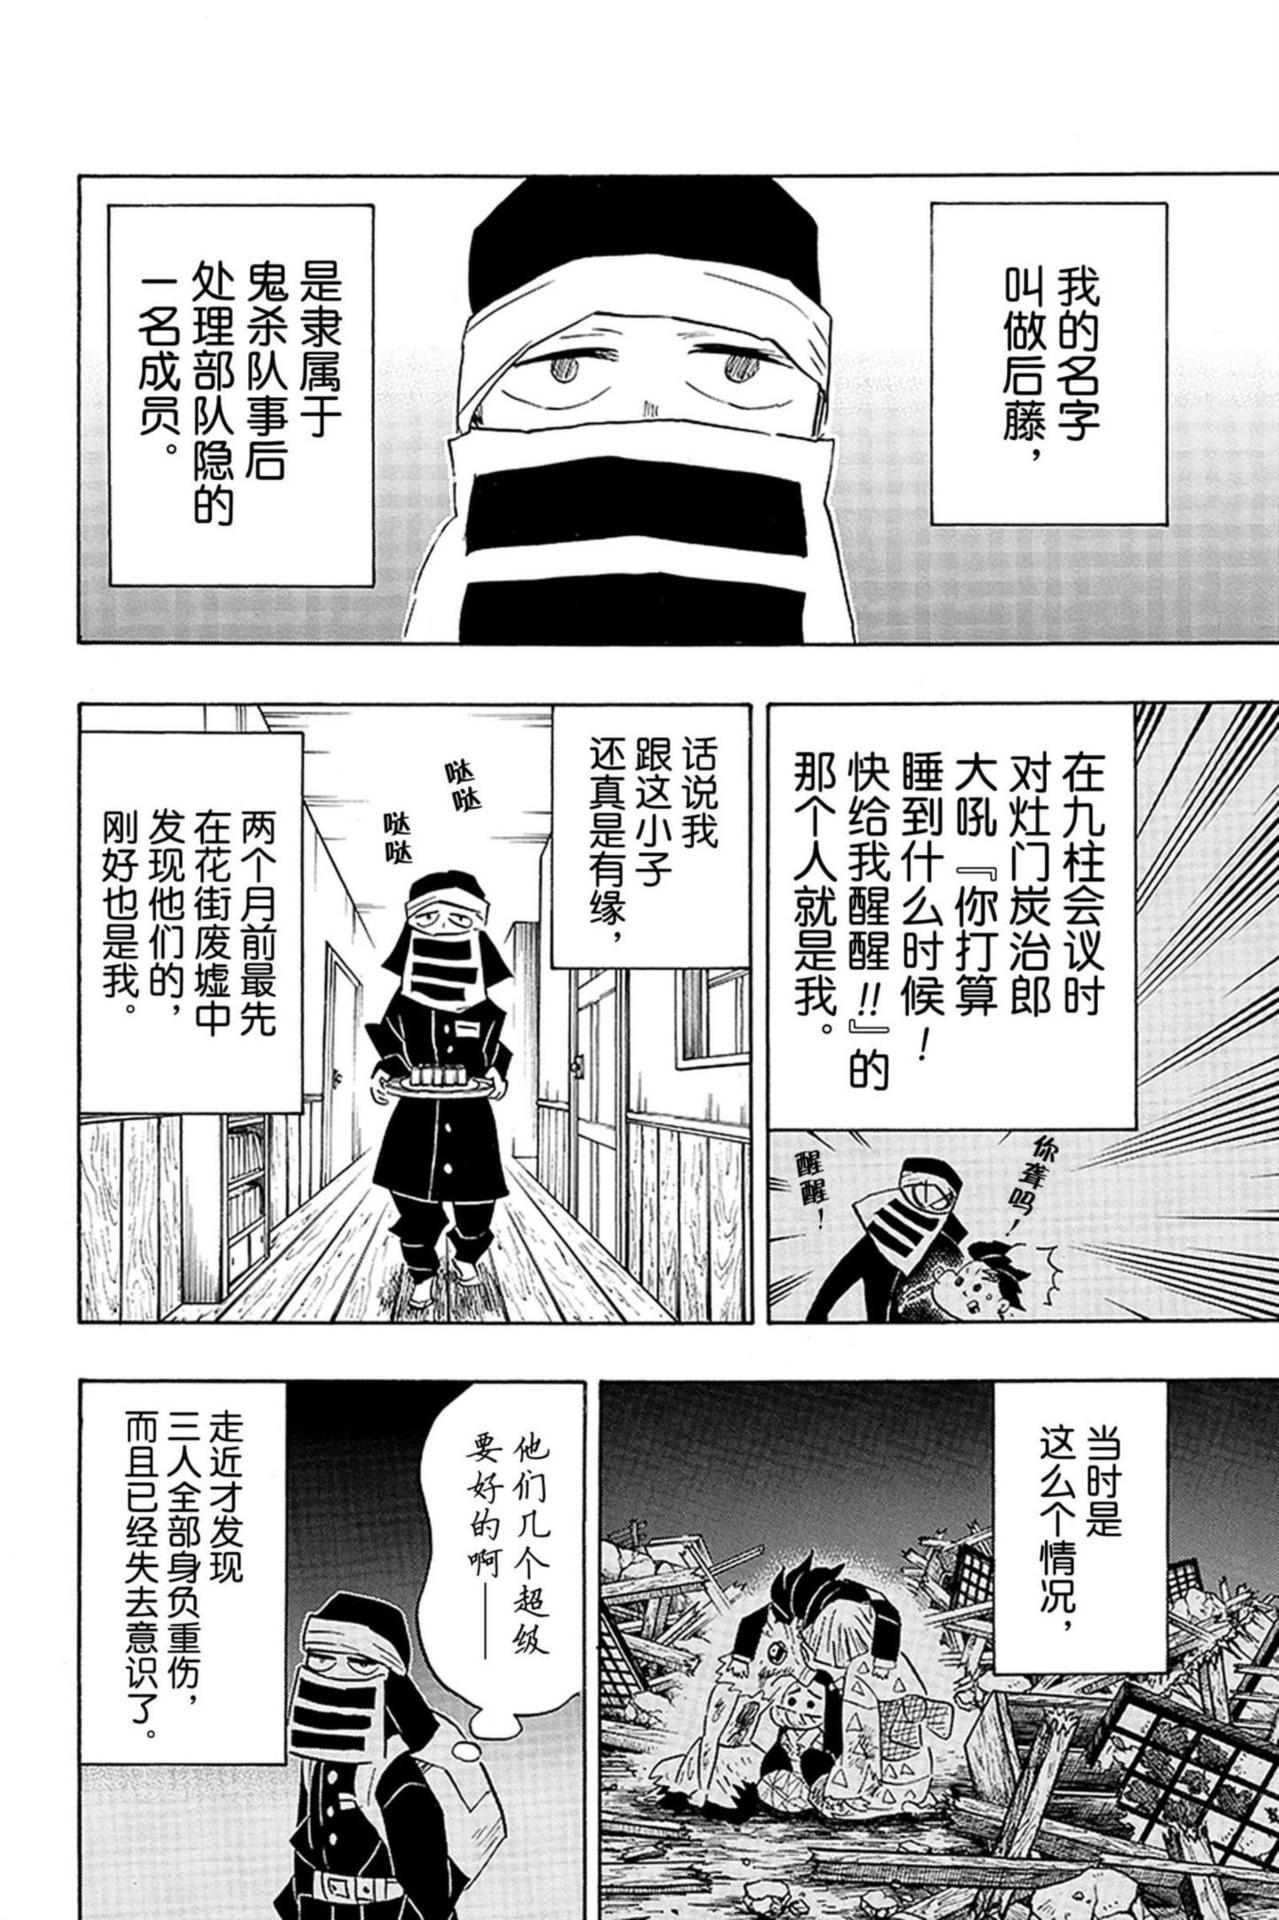 我的名字
叫做后藤，
是隶属于
鬼杀队事后
处理部队隐的
一名成员。
在九柱会议时
对灶门炭治郎
大吼『你打算
睡到什么时候！
快给我醒醒!!』的
那个人就是我。
你聋吗！
醒醒！
话说我
跟这小子
还真是有缘，
哒哒
哒哒
两个月前最先
在花街废墟中
发现他们的，
刚好也是我。
当时是
这么个情况，
他们几个超级
要好的啊——
走近才发现
三人全部身负重伤，
而且已经失去意识了。